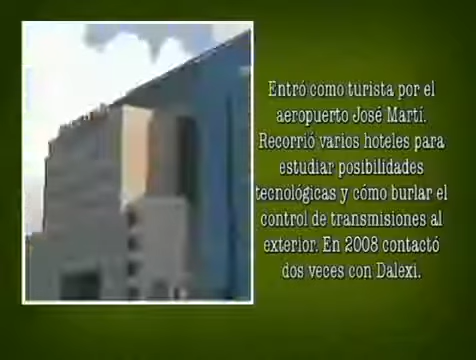 Entró como turista por el
aeropuerto José Martí.
Recorrió varios hoteles para
estudiar posibilidades
tecnológicas y cómo burlar el
control de transmisiones al
exterior. En 2008 contactó
dos veces con Dalexi.